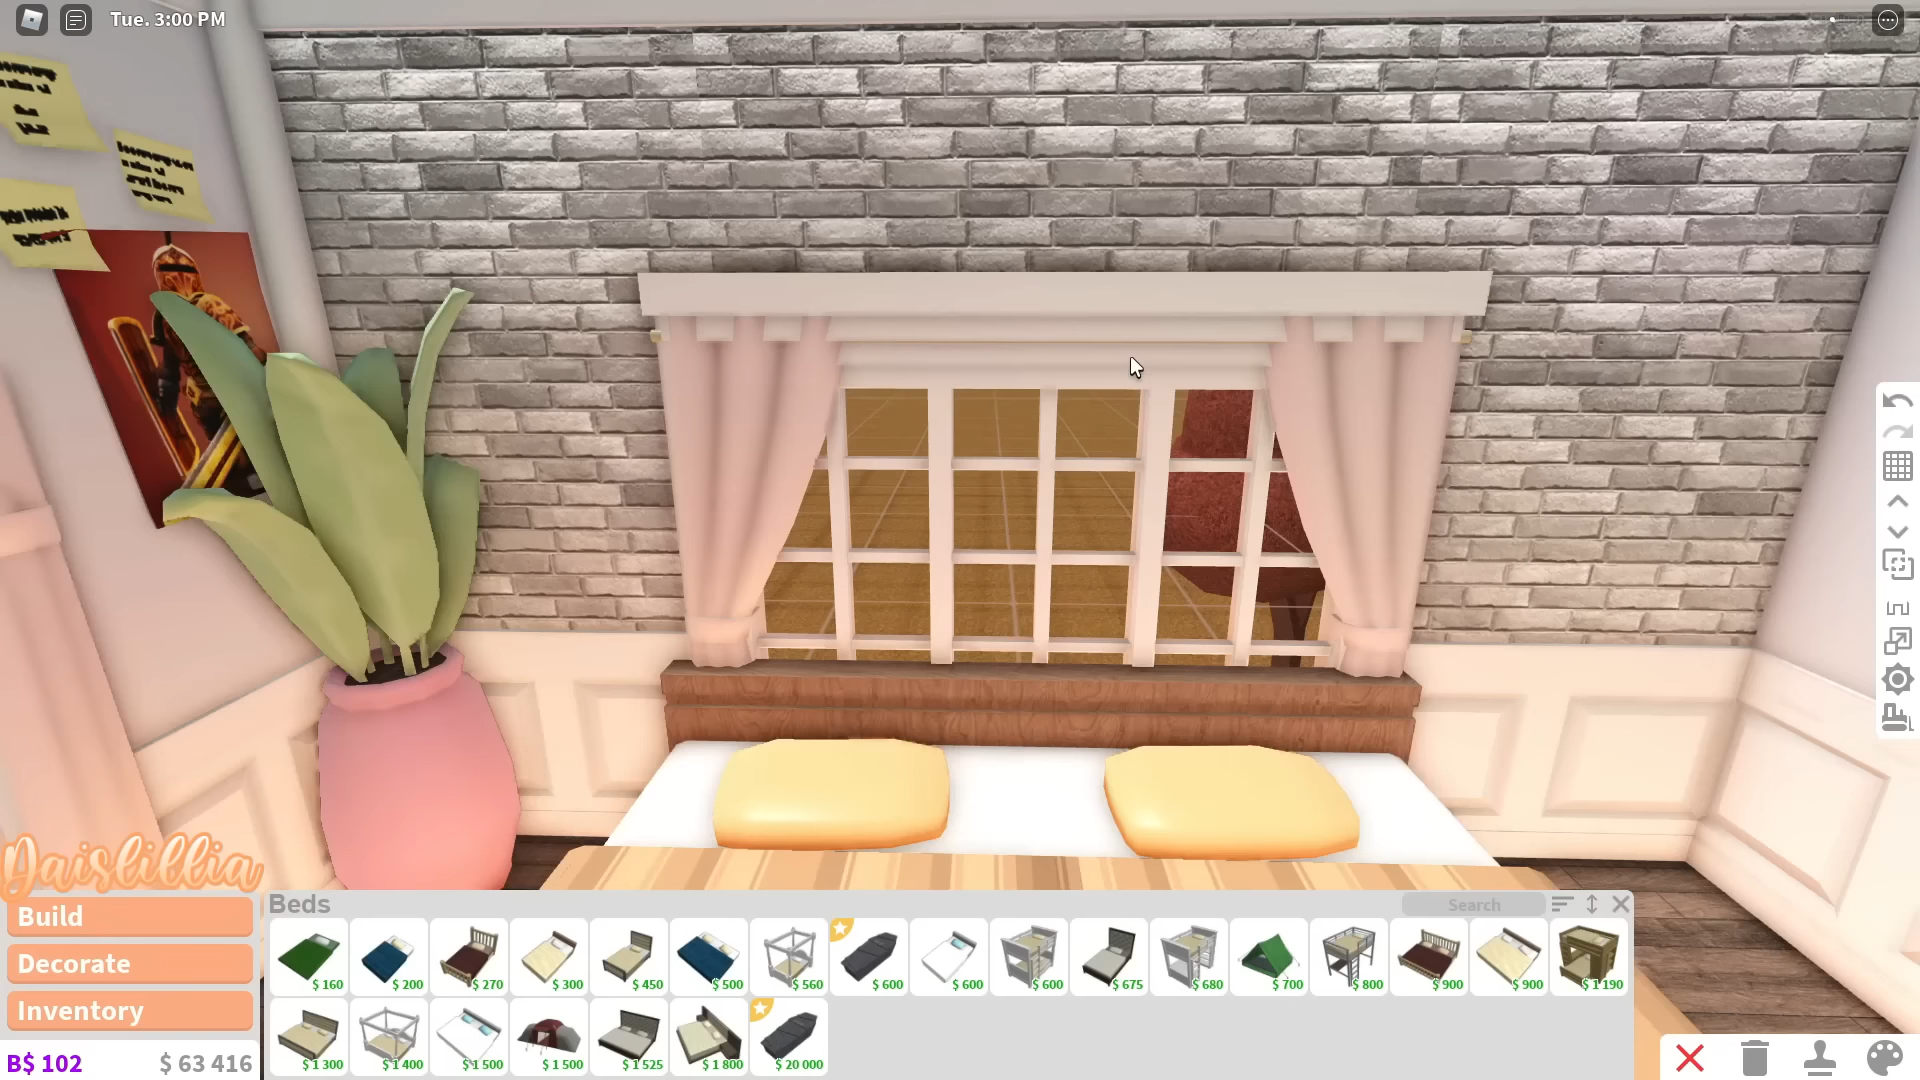 Tue. 3:00 PM
Daislillia
Build
Decorate
Inventory
B$ 102
$ 63 416
Beds
Search
$ 160
$ 200
$ 270
$ 300
$ 450
$ 500
$ 560
$ 600
$ 600
$ 600
$ 675
$ 680
$ 700
$ 800
$ 900
$ 900
$ 1 190
$ 1 300
$ 1 400
$ 1 500
$ 1 500
$ 1 525
$ 1 800
$ 20 000